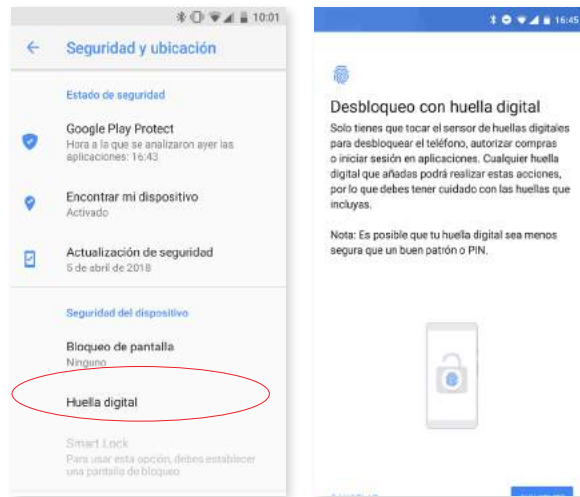 10:01
Seguridad y ubicación
Estado de seguridad
Google Play Protect
Hora a la que se analizaron ayer las
aplicaciones: 16:43
Encontrar mi dispositivo
Activado
Actualización de seguridad
5 de abril de 2018
Seguridad del dispositivo
Bloqueo de pantalla
Ninguno
Huella digital
Smart Lock
Para usar esta opción, debes establecer
una pantalla de bloqueo
16:45
Desbloqueo con huella digital
Solo tienes que tocar el sensor de huellas digitales
para desbloquear el teléfono, autorizar compras
o iniciar sesión en aplicaciones. Cualquier huella
digital que añadas podrá realizar estas acciones,
por lo que debes tener cuidado con las huellas que
incluyas.
Nota: Es posible que tu huella digital sea menos
segura que un buen patrón o PIN.